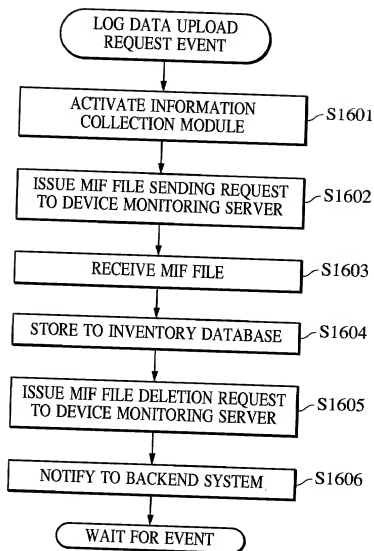 LOG DATA UPLOAD
REQUEST EVENT
ACTIVATE INFORMATION
COLLECTION MODULE
S1601
ISSUE MIF FILE SENDING REQUEST
TO DEVICE MONITORING SERVER
S1602
RECEIVE MIF FILE
S1603
STORE TO INVENTORY DATABASE
S1604
ISSUE MIF FILE DELETION REQUEST
TO DEVICE MONITORING SERVER
S1605
NOTIFY TO BACKEND SYSTEM
S1606
WAIT FOR EVENT